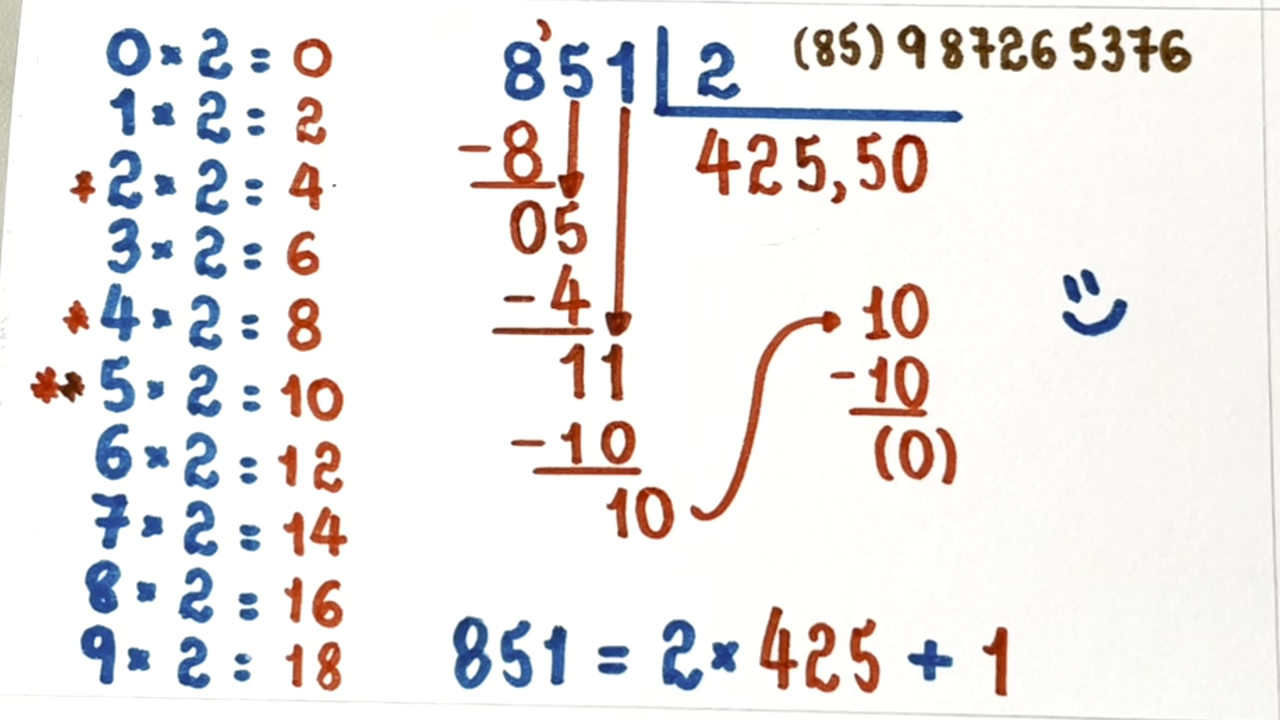 0 × 2 = 0
1 × 2 = 2
* 2 × 2 = 4
3 × 2 = 6
* 4 × 2 = 8
** 5 × 2 = 10
6 × 2 = 12
7 × 2 = 14
8 × 2 = 16
9 × 2 = 18
8'51 | 2
425,50
-8
05
-4
11
-10
10
10
-10
(0)
851 = 2 × 425 + 1
(85) 987265376